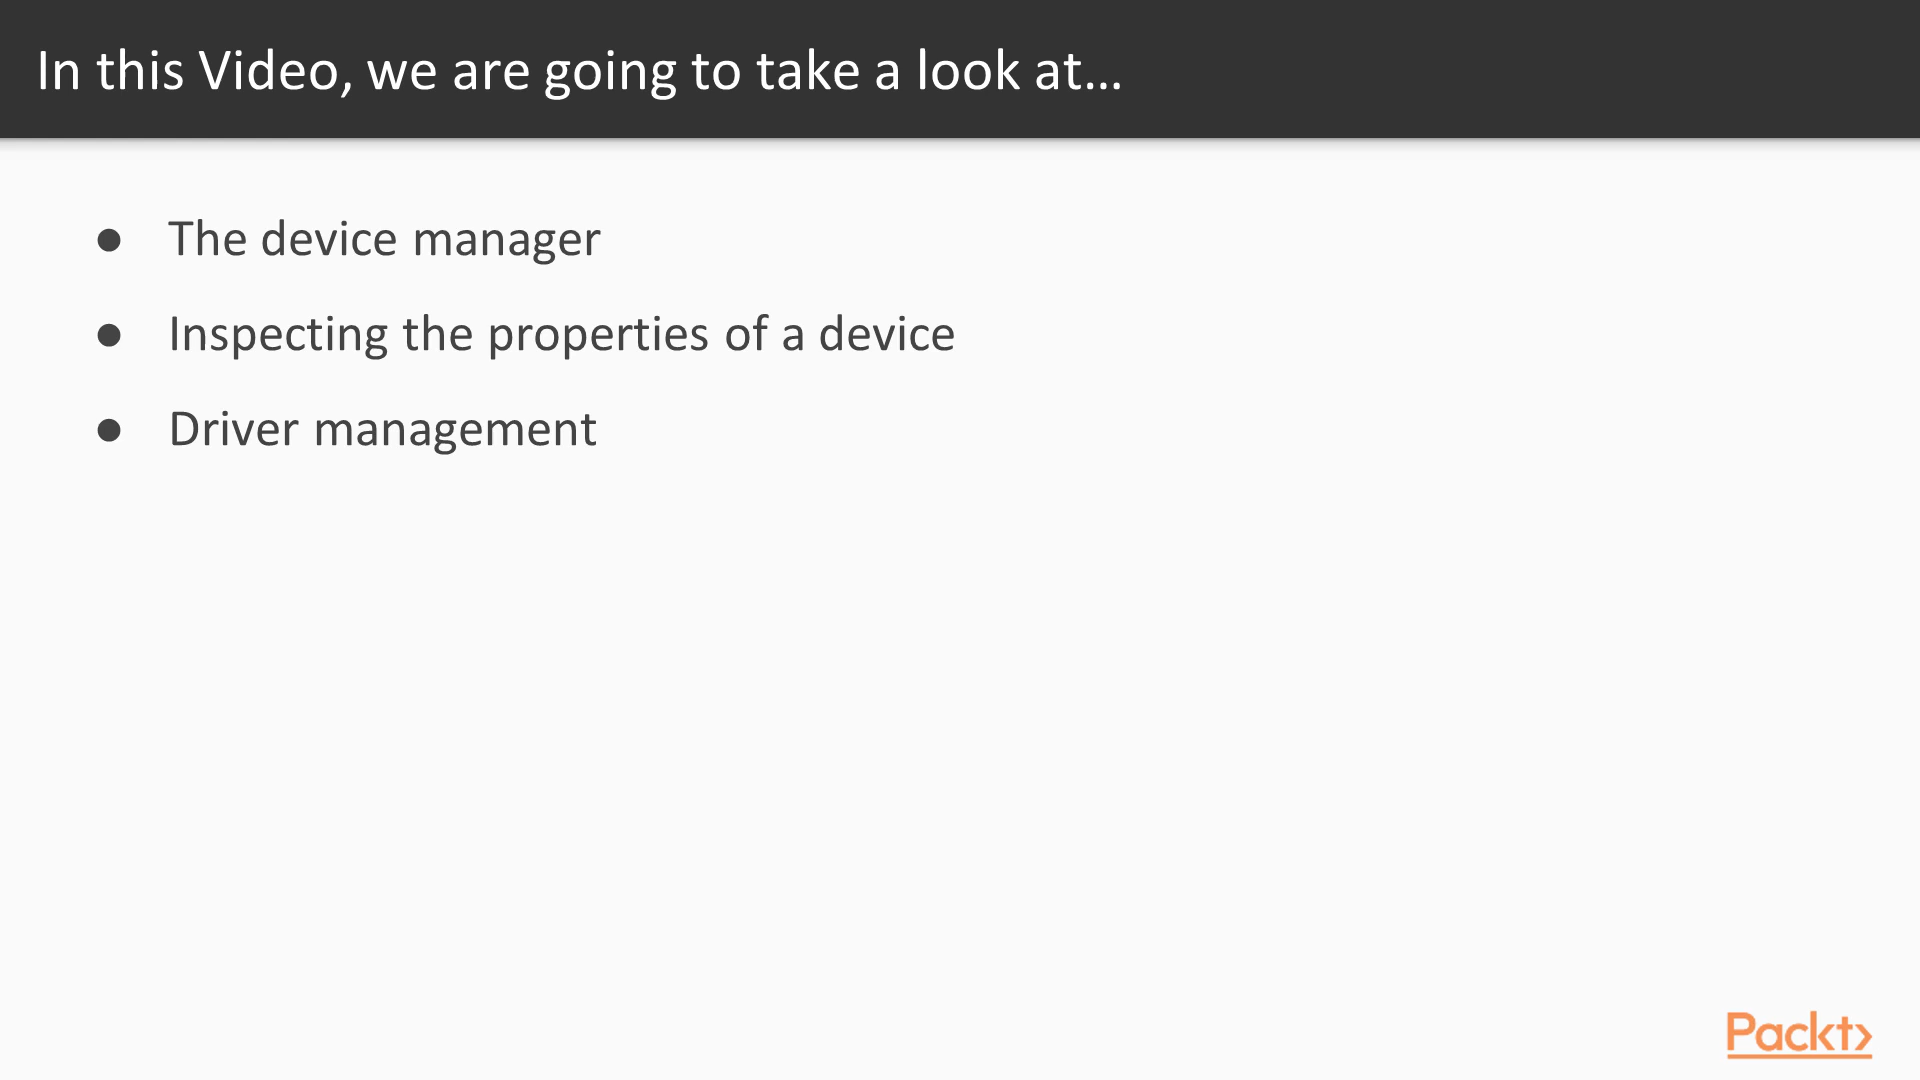 In this Video, we are going to take a look at...
● The device manager
● Inspecting the properties of a device
● Driver management
Packt>